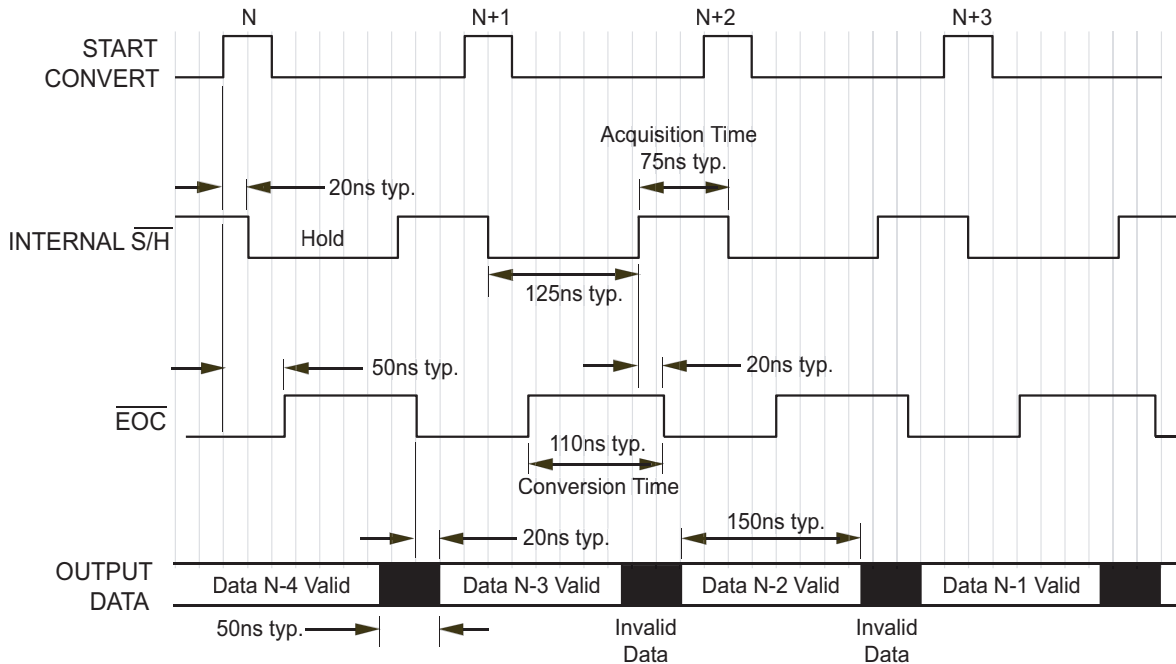 N N+1 N+2 N+3
START
CONVERT
Acquisition Time
75ns typ.
20ns typ.
INTERNAL S/H
Hold
125ns typ.
50ns typ.
20ns typ.
EOC
110ns typ.
Conversion Time
150ns typ.
20ns typ.
OUTPUT
DATA
Data N-4 Valid Data N-3 Valid Data N-2 Valid Data N-1 Valid
50ns typ.
Invalid
Data
Invalid
Data